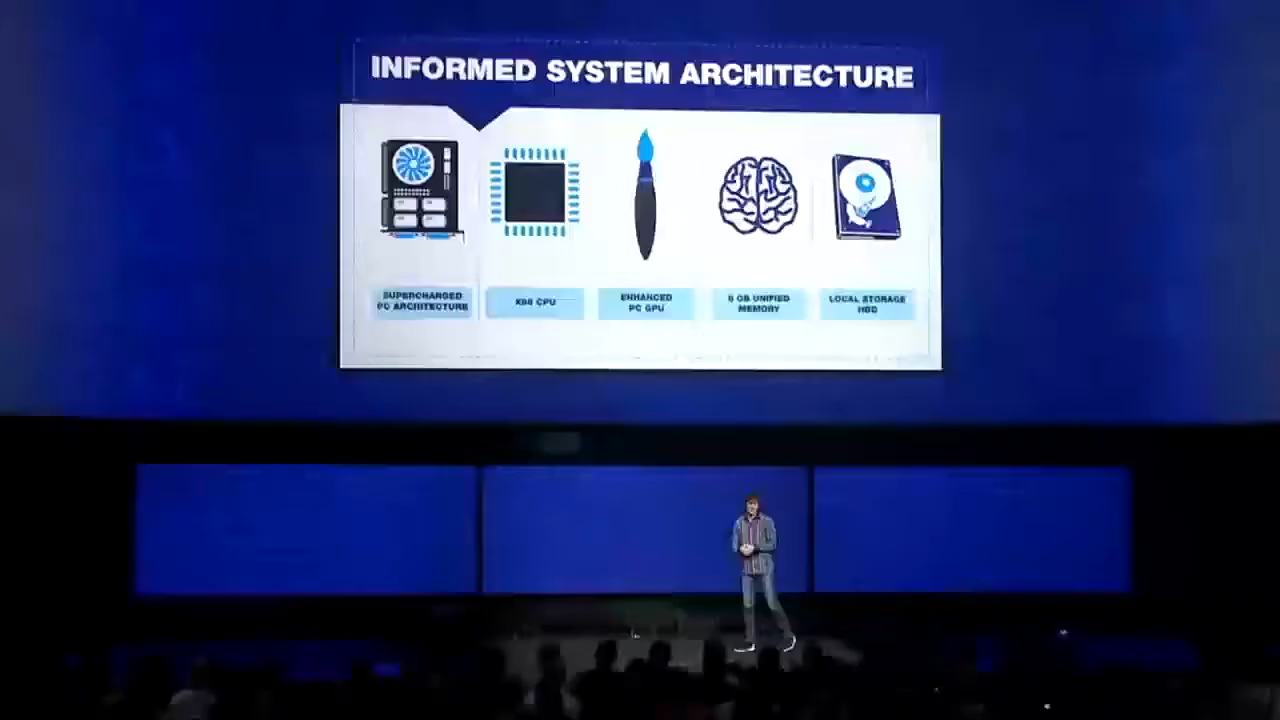 INFORMED SYSTEM ARCHITECTURE
SUPERCHARGED
PC ARCHITECTURE
X86 CPU
ENHANCED
PC GPU
8 GB UNIFIED
MEMORY
LOCAL STORAGE
HDD